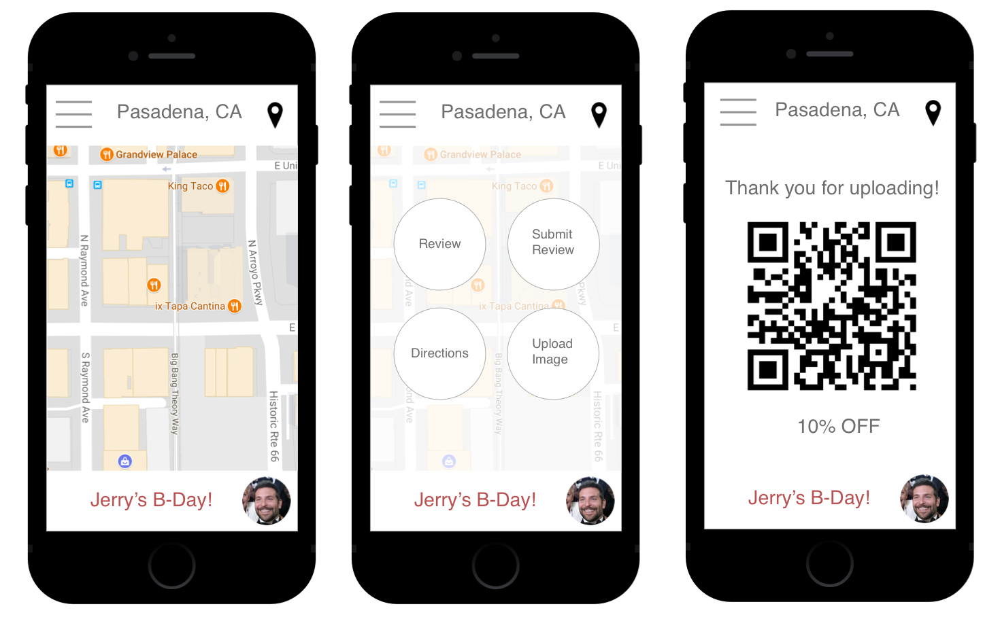 Pasadena, CA
Grandview Palace
E Uni
King Taco
N Raymond Ave
N Arroyo Pkwy
ix Tapa Cantina
E
S Raymond Ave
Big Bang Theory Way
Historic Rte 66
Jerry’s B-Day!
Pasadena, CA
Grandview Palace
E Uni
King Taco
Review
Submit
Review
nd Ave
Pkwy
ix Tapa Cantina
E
Directions
Upload
Image
nd Ave
Big Bang Theory Way
Historic Rte 66
Jerry’s B-Day!
Pasadena, CA
Thank you for uploading!
10% OFF
Jerry’s B-Day!